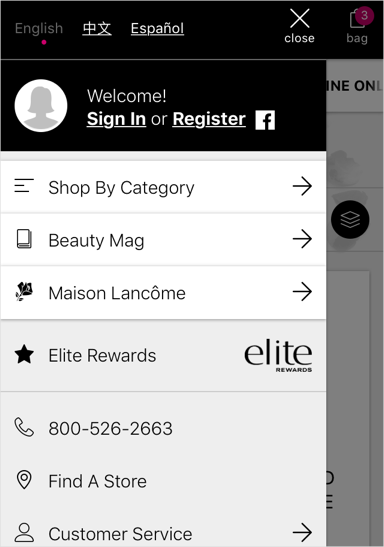 English 中文 Español
close
bag
3
INE ONL
Welcome!
Sign In or Register
Shop By Category
Beauty Mag
Maison Lancôme
Elite Rewards
elite
REWARDS
800-526-2663
Find A Store
Customer Service